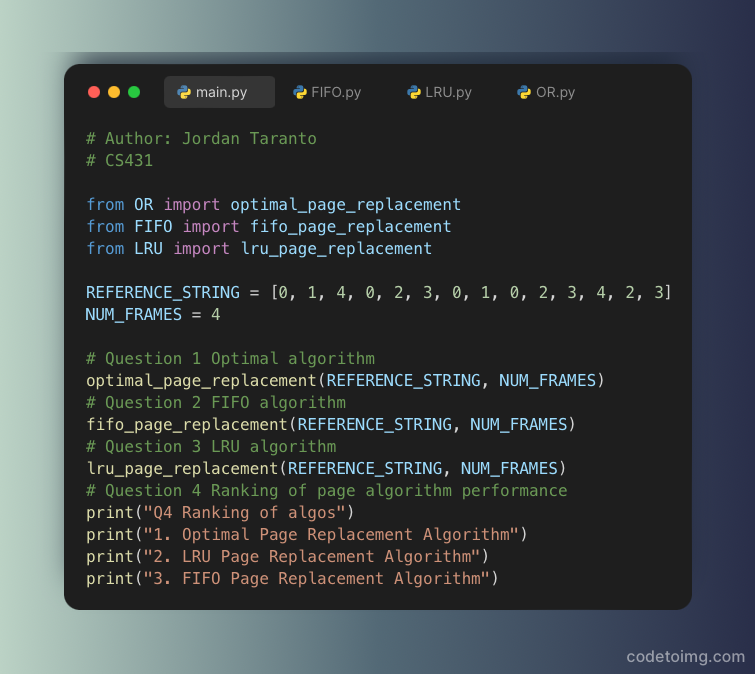 main.py FIFO.py LRU.py OR.py
# Author: Jordan Taranto
# CS431
from OR import optimal_page_replacement
from FIFO import fifo_page_replacement
from LRU import lru_page_replacement
REFERENCE_STRING = [0, 1, 4, 0, 2, 3, 0, 1, 0, 2, 3, 4, 2, 3]
NUM_FRAMES = 4
# Question 1 Optimal algorithm
optimal_page_replacement(REFERENCE_STRING, NUM_FRAMES)
# Question 2 FIFO algorithm
fifo_page_replacement(REFERENCE_STRING, NUM_FRAMES)
# Question 3 LRU algorithm
lru_page_replacement(REFERENCE_STRING, NUM_FRAMES)
# Question 4 Ranking of page algorithm performance
print("Q4 Ranking of algos")
print("1. Optimal Page Replacement Algorithm")
print("2. LRU Page Replacement Algorithm")
print("3. FIFO Page Replacement Algorithm")
codetoimg.com